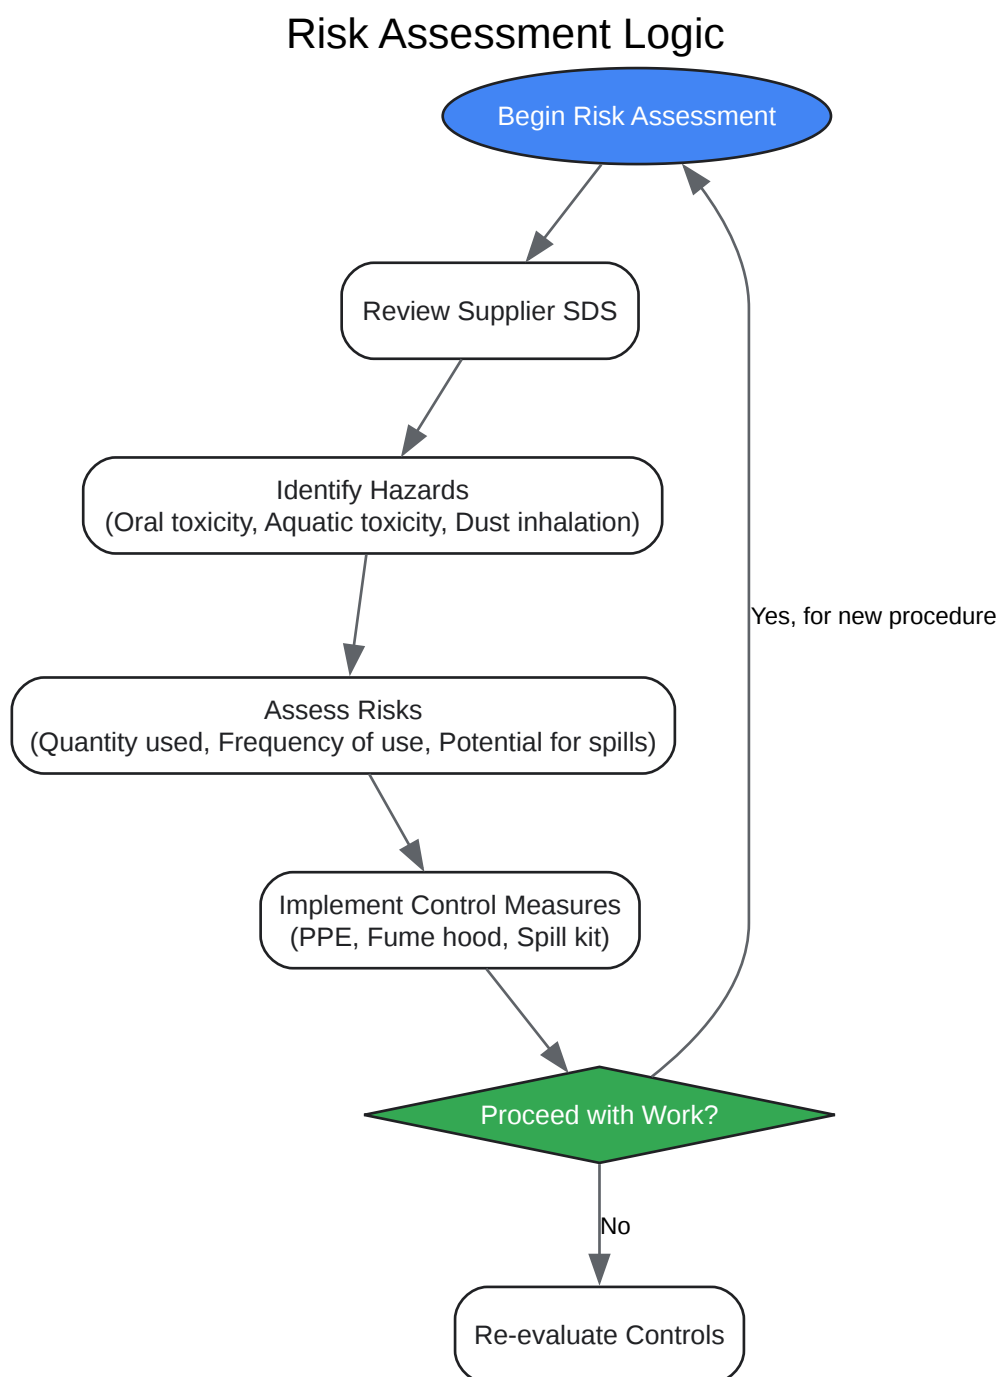 Risk Assessment Logic
Begin Risk Assessment
Review Supplier SDS
Identify Hazards
(Oral toxicity, Aquatic toxicity, Dust inhalation)
Yes, for new procedure
Assess Risks
(Quantity used, Frequency of use, Potential for spills)
Implement Control Measures
(PPE, Fume hood, Spill kit)
Proceed with Work?
No
Re-evaluate Controls